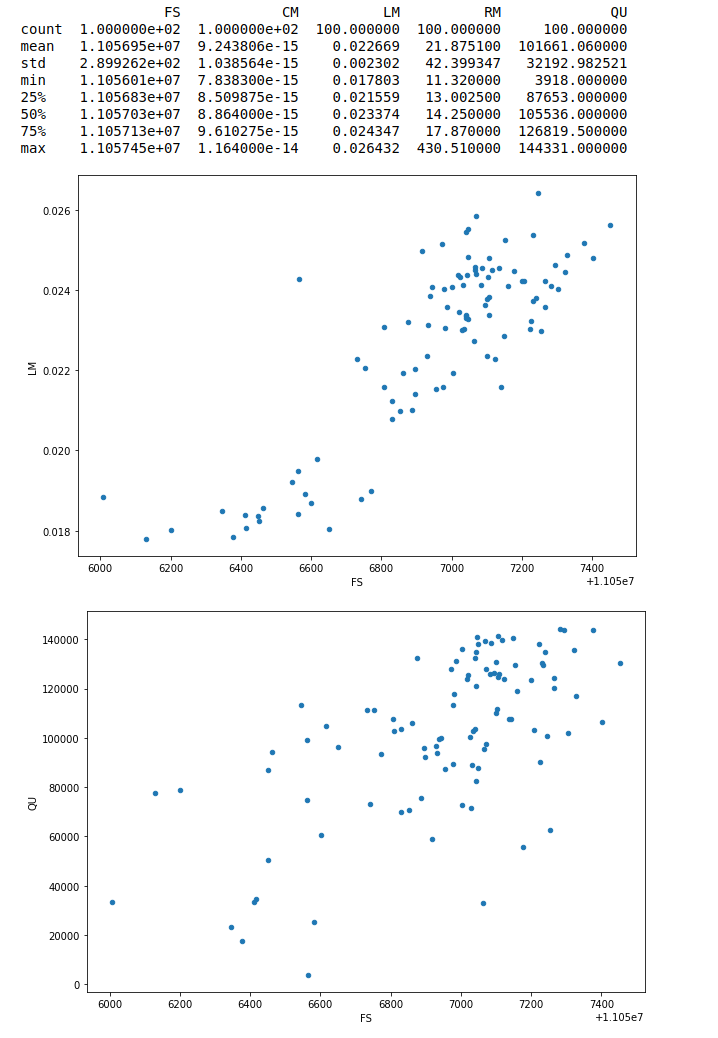 FS CM LM RM QU
count 1.000000e+02 1.000000e+02 100.000000 100.000000 100.000000
mean 1.105695e+07 9.243806e-15 0.022669 21.875100 101661.060000
std 2.899262e+02 1.038564e-15 0.002302 42.399347 32192.982521
min 1.105601e+07 7.838300e-15 0.017803 11.320000 3918.000000
25% 1.105683e+07 8.509875e-15 0.021559 13.002500 87653.000000
50% 1.105703e+07 8.864000e-15 0.023374 14.250000 105536.000000
75% 1.105713e+07 9.610275e-15 0.024347 17.870000 126819.500000
max 1.105745e+07 1.164000e-14 0.026432 430.510000 144331.000000
0.026
0.024
0.022
LM
0.020
0.018
6000 6200 6400 6600 6800 7000 7200 7400
FS +1.105e7
140000
120000
100000
80000
QU
60000
40000
20000
0
6000 6200 6400 6600 6800 7000 7200 7400
FS +1.105e7